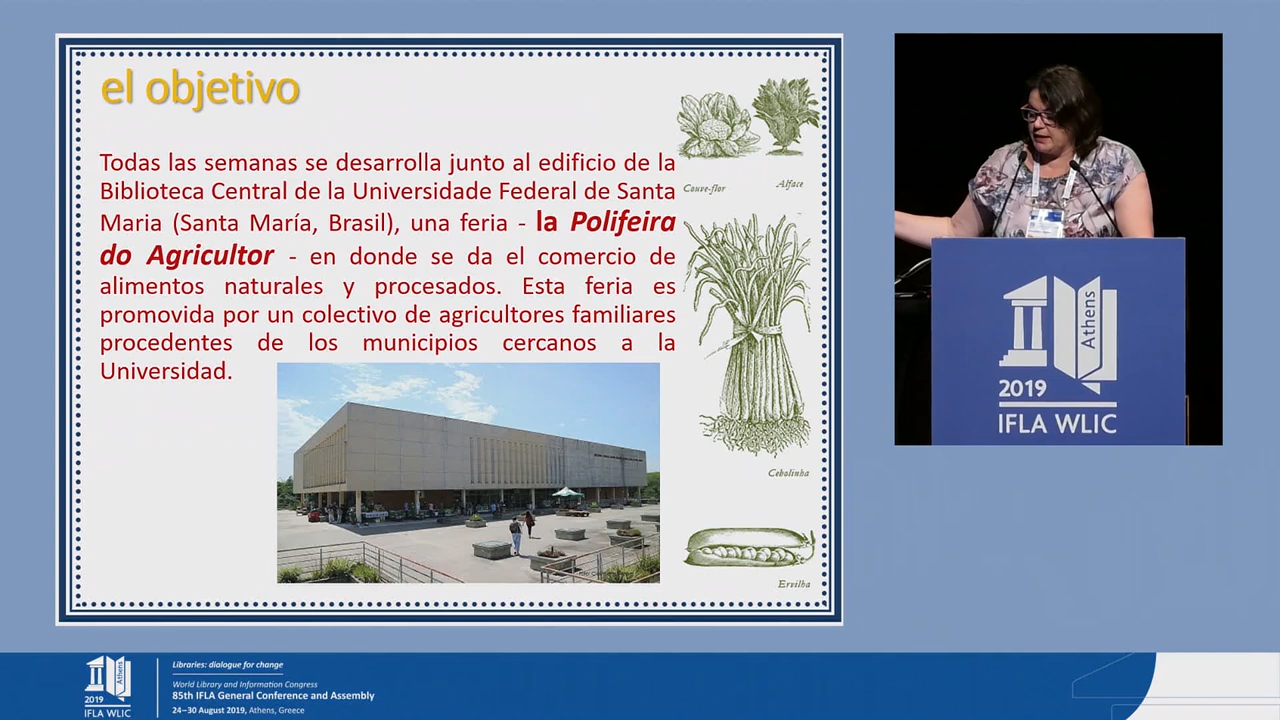 el objetivo
Todas las semanas se desarrolla junto al edificio de la
Biblioteca Central de la Universidade Federal de Santa
Maria (Santa María, Brasil), una feria - la Polifeira
do Agricultor - en donde se da el comercio de
alimentos naturales y procesados. Esta feria es
promovida por un colectivo de agricultores familiares
procedentes de los municipios cercanos a la
Universidad.
Couve-flor
Alface
Cebolinha
Ervilha
Athens
2019
IFLA WLIC
Athens
2019
IFLA WLIC
Libraries: dialogue for change
World Library and Information Congress
85th IFLA General Conference and Assembly
24–30 August 2019, Athens, Greece